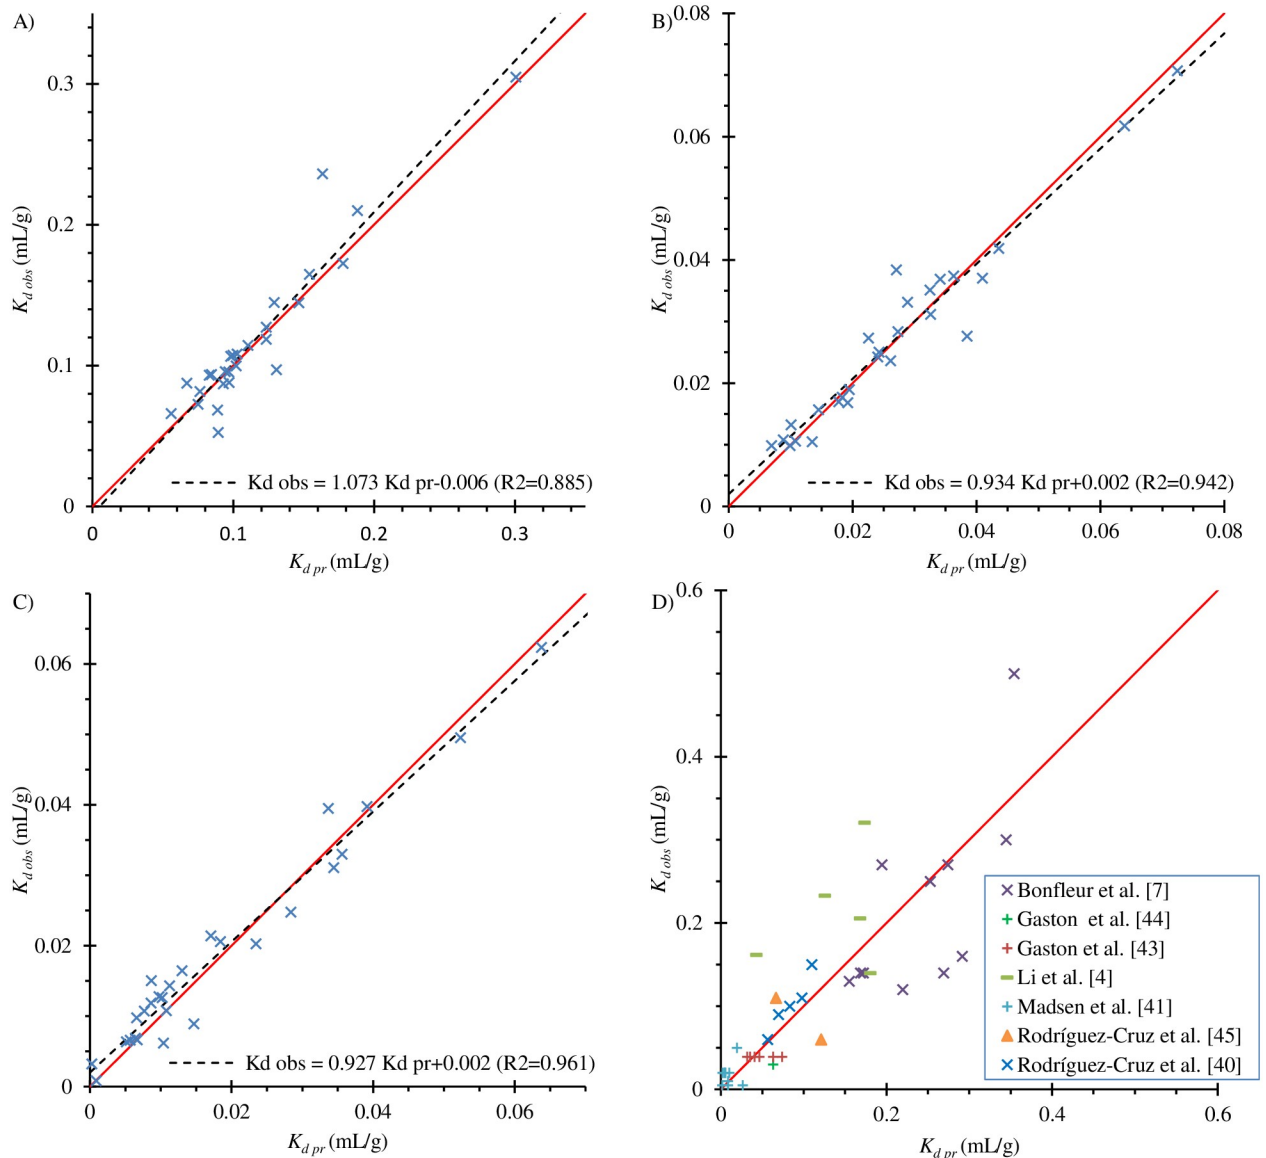 A)
0.3
0.2
0.1
0
K d obs (mL/g)
Kd obs = 1.073 Kd pr-0.006 (R2=0.885)
0 0.1 0.2 0.3
K d pr (mL/g)
B)
0.08
0.06
0.04
0.02
0
K d obs (mL/g)
Kd obs = 0.934 Kd pr+0.002 (R2=0.942)
0 0.02 0.04 0.06 0.08
K d pr (mL/g)
C)
0.06
0.04
0.02
0
K d obs (mL/g)
Kd obs = 0.927 Kd pr+0.002 (R2=0.961)
0 0.02 0.04 0.06
K d pr (mL/g)
D)
0.6
0.4
0.2
0
K d obs (mL/g)
Bonfleur et al. [7]
Gaston et al. [44]
Gaston et al. [43]
Li et al. [4]
Madsen et al. [41]
Rodríguez-Cruz et al. [45]
Rodríguez-Cruz et al. [40]
0 0.2 0.4 0.6
K d pr (mL/g)